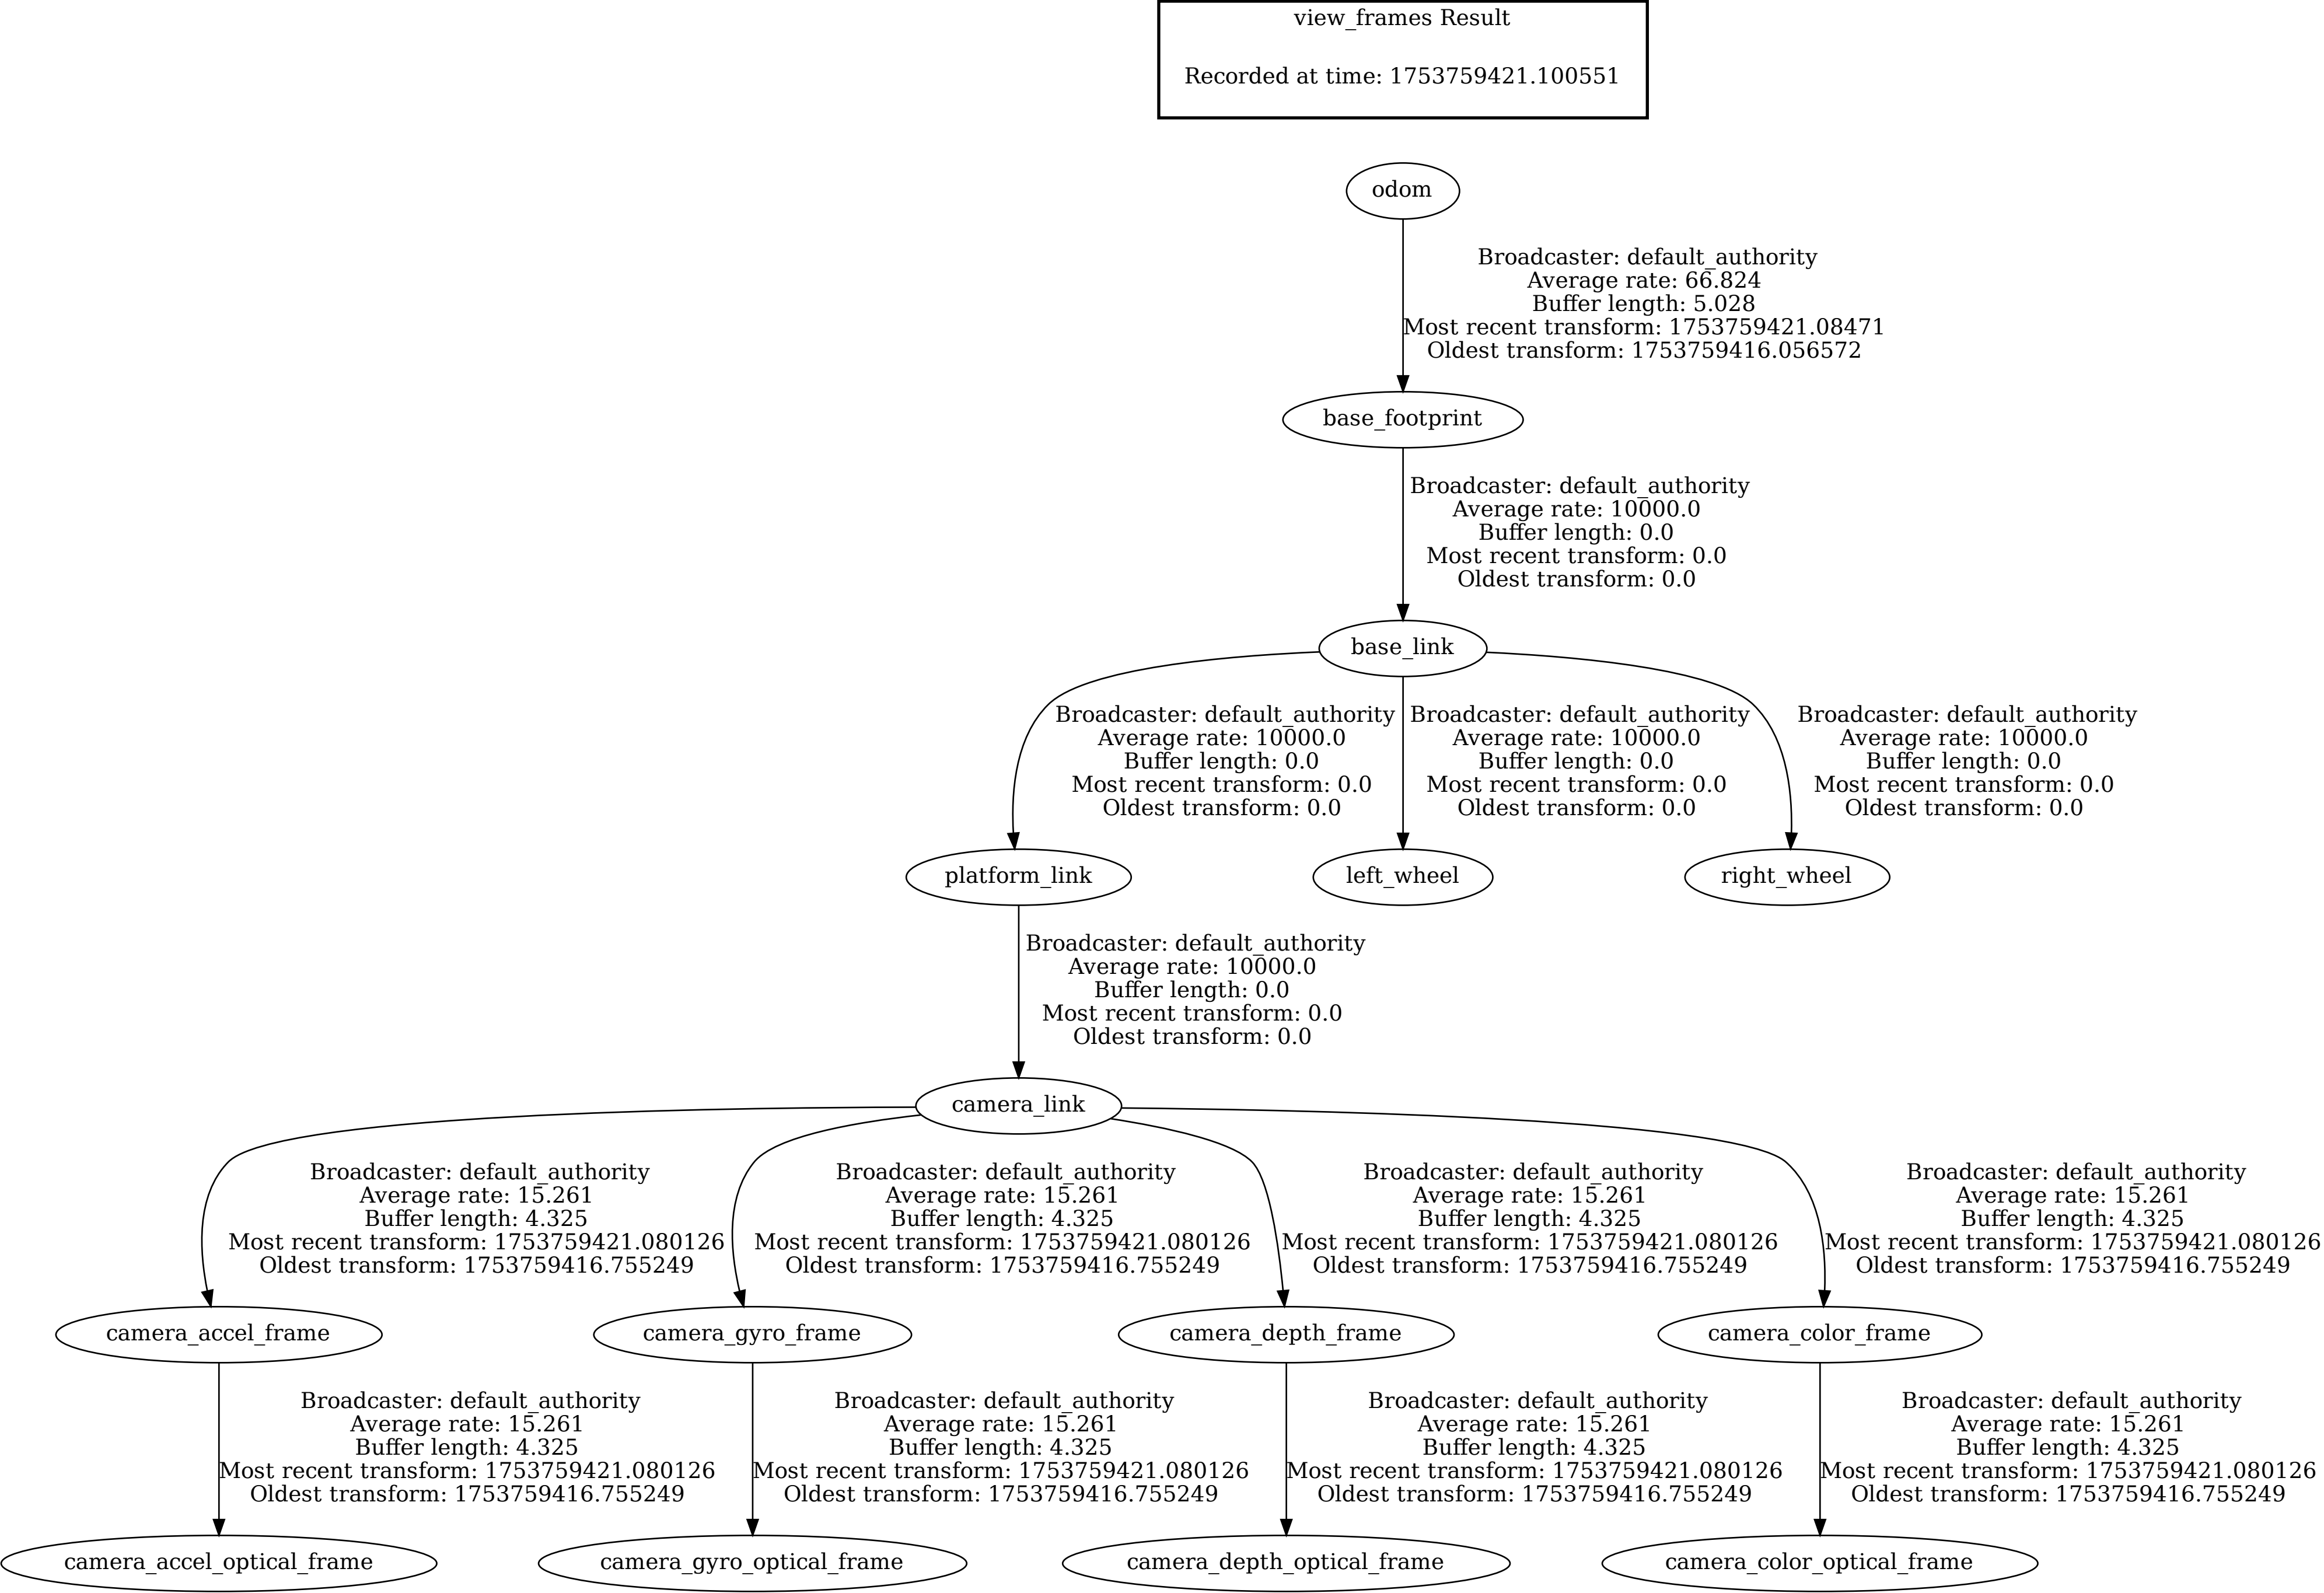 view_frames Result
Recorded at time: 1753759421.100551
odom
Broadcaster: default_authority
Average rate: 66.824
Buffer length: 5.028
Most recent transform: 1753759421.08471
Oldest transform: 1753759416.056572
base_footprint
Broadcaster: default_authority
Average rate: 10000.0
Buffer length: 0.0
Most recent transform: 0.0
Oldest transform: 0.0
base_link
Broadcaster: default_authority
Average rate: 10000.0
Buffer length: 0.0
Most recent transform: 0.0
Oldest transform: 0.0
Broadcaster: default_authority
Average rate: 10000.0
Buffer length: 0.0
Most recent transform: 0.0
Oldest transform: 0.0
Broadcaster: default_authority
Average rate: 10000.0
Buffer length: 0.0
Most recent transform: 0.0
Oldest transform: 0.0
platform_link
left_wheel
right_wheel
Broadcaster: default_authority
Average rate: 10000.0
Buffer length: 0.0
Most recent transform: 0.0
Oldest transform: 0.0
camera_link
Broadcaster: default_authority
Average rate: 15.261
Buffer length: 4.325
Most recent transform: 1753759421.080126
Oldest transform: 1753759416.755249
Broadcaster: default_authority
Average rate: 15.261
Buffer length: 4.325
Most recent transform: 1753759421.080126
Oldest transform: 1753759416.755249
Broadcaster: default_authority
Average rate: 15.261
Buffer length: 4.325
Most recent transform: 1753759421.080126
Oldest transform: 1753759416.755249
Broadcaster: default_authority
Average rate: 15.261
Buffer length: 4.325
Most recent transform: 1753759421.080126
Oldest transform: 1753759416.755249
camera_accel_frame
camera_gyro_frame
camera_depth_frame
camera_color_frame
Broadcaster: default_authority
Average rate: 15.261
Buffer length: 4.325
Most recent transform: 1753759421.080126
Oldest transform: 1753759416.755249
Broadcaster: default_authority
Average rate: 15.261
Buffer length: 4.325
Most recent transform: 1753759421.080126
Oldest transform: 1753759416.755249
Broadcaster: default_authority
Average rate: 15.261
Buffer length: 4.325
Most recent transform: 1753759421.080126
Oldest transform: 1753759416.755249
Broadcaster: default_authority
Average rate: 15.261
Buffer length: 4.325
Most recent transform: 1753759421.080126
Oldest transform: 1753759416.755249
camera_accel_optical_frame
camera_gyro_optical_frame
camera_depth_optical_frame
camera_color_optical_frame